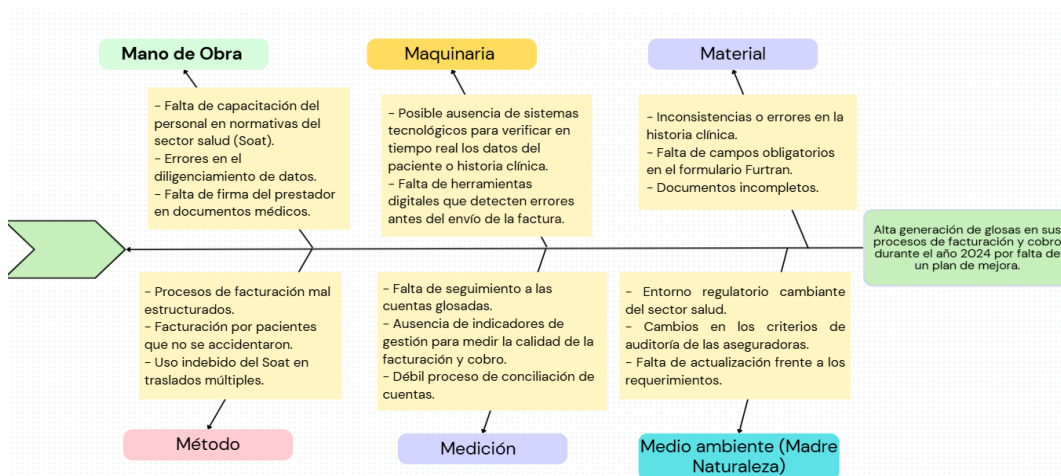 Mano de Obra
Maquinaria
Material
- Falta de capacitación del
personal en normativas del
sector salud (Soat).
- Errores en el
diligenciamiento de datos.
- Falta de firma del prestador
en documentos médicos.
- Posible ausencia de sistemas
tecnológicos para verificar en
tiempo real los datos del
paciente o historia clínica.
- Falta de herramientas
digitales que detecten errores
antes del envío de la factura.
- Inconsistencias o errores en la
historia clínica.
- Falta de campos obligatorios
en el formulario Furtran.
- Documentos incompletos.
Alta generación de glosas en sus
procesos de facturación y cobro
durante el año 2024 por falta de
un plan de mejora.
- Procesos de facturación mal
estructurados.
- Facturación por pacientes
que no se accidentaron.
- Uso indebido del Soat en
traslados múltiples.
- Falta de seguimiento a las
cuentas glosadas.
- Ausencia de indicadores de
gestión para medir la calidad de la
facturación y cobro.
- Débil proceso de conciliación de
cuentas.
- Entorno regulatorio cambiante
del sector salud.
- Cambios en los criterios de
auditoría de las aseguradoras.
- Falta de actualización frente a los
requerimientos.
Método
Medición
Medio ambiente (Madre
Naturaleza)